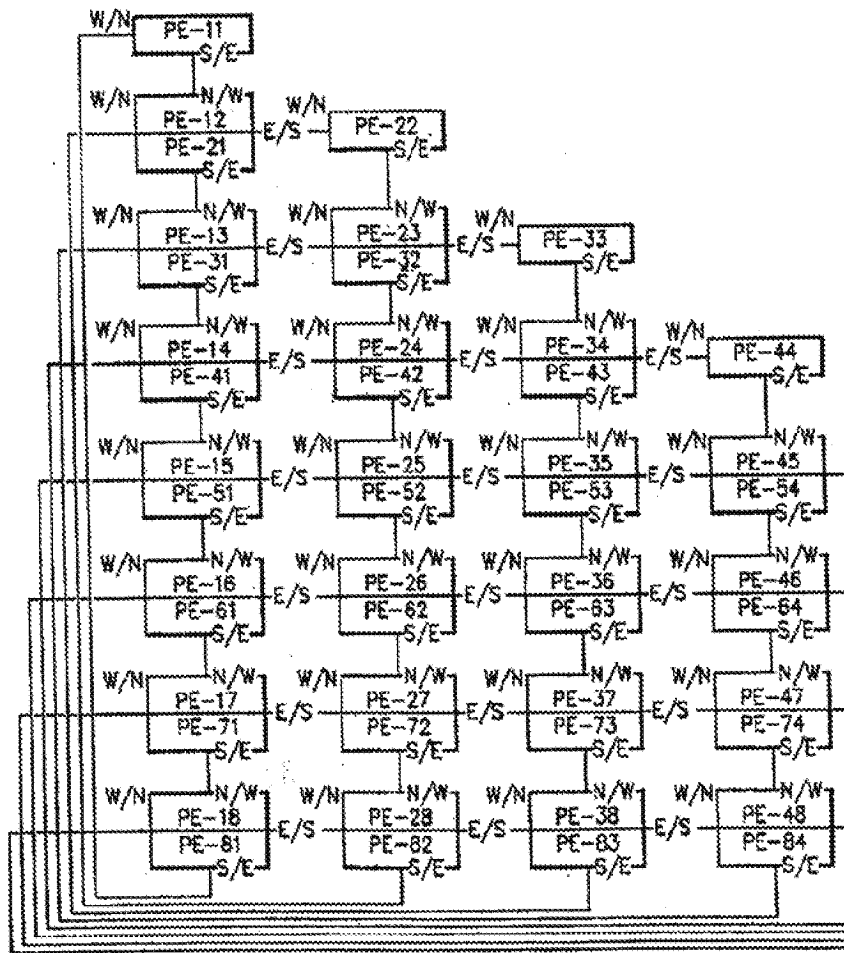 W/N PE-11
S/E
W/N N/W W/N
PE-12 E/S PE-22
PE-21 S/E
S/E
W/N N/W W/N N/W W/N
PE-13 E/S PE-23 E/S PE-33
PE-31 PE-32 S/E
S/E S/E
W/N N/W W/N N/W W/N N/W W/N
PE-14 E/S PE-24 E/S PE-34 E/S PE-44
PE-41 PE-42 PE-43 S/E
S/E S/E S/E
W/N N/W W/N N/W W/N N/W W/N N/W
PE-15 E/S PE-25 E/S PE-35 E/S PE-45
PE-51 PE-52 PE-53 PE-54
S/E S/E S/E S/E
W/N N/W W/N N/W W/N N/W W/N N/W
PE-16 E/S PE-26 E/S PE-36 E/S PE-46
PE-61 PE-62 PE-63 PE-64
S/E S/E S/E S/E
W/N N/W W/N N/W W/N N/W W/N N/W
PE-17 E/S PE-27 E/S PE-37 E/S PE-47
PE-71 PE-72 PE-73 PE-74
S/E S/E S/E S/E
W/N N/W W/N N/W W/N N/W W/N N/W
PE-18 E/S PE-28 E/S PE-38 E/S PE-48
PE-81 PE-82 PE-83 PE-84
S/E S/E S/E S/E